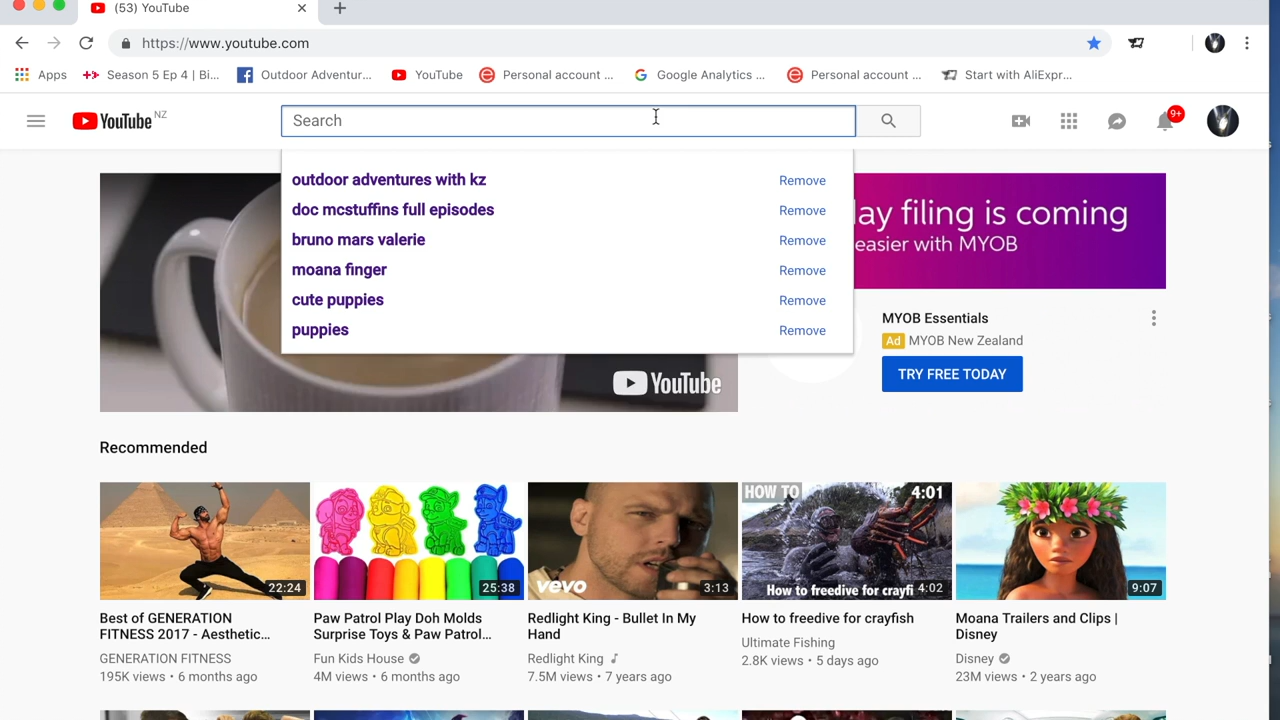 (53) YouTube
https://www.youtube.com
Apps
Season 5 Ep 4 | Bi...
Outdoor Adventur...
YouTube
Personal account ...
Google Analytics ...
Personal account ...
Start with AliExpr...
YouTube NZ
Search
9+
outdoor adventures with kz Remove
doc mcstuffins full episodes Remove
bruno mars valerie Remove
moana finger Remove
cute puppies Remove
puppies Remove
YouTube
ay filing is coming
easier with MYOB
MYOB Essentials
Ad MYOB New Zealand
TRY FREE TODAY
Recommended
22:24
Best of GENERATION
FITNESS 2017 - Aesthetic...
GENERATION FITNESS
195K views • 6 months ago
25:38
Paw Patrol Play Doh Molds
Surprise Toys & Paw Patrol...
Fun Kids House
4M views • 6 months ago
vevo
3:13
Redlight King - Bullet In My
Hand
Redlight King
7.5M views • 7 years ago
HOW TO
4:01
How to freedive for crayfi
4:02
How to freedive for crayfish
Ultimate Fishing
2.8K views • 5 days ago
9:07
Moana Trailers and Clips |
Disney
Disney
23M views • 2 years ago